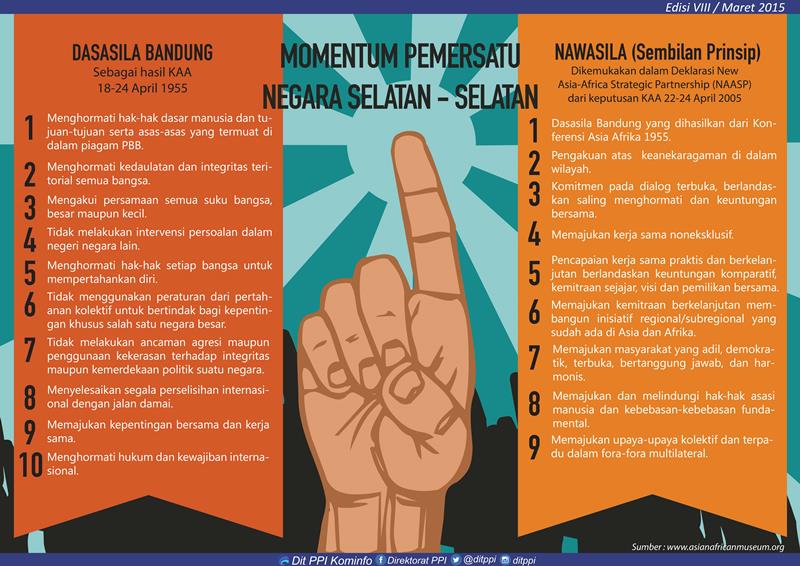 Edisi VIII / Maret 2015
DASASILA BANDUNG
Sebagai hasil KAA
18-24 April 1955
1 Menghormati hak-hak dasar manusia dan tu-
juan-tujuan serta asas-asas yang termuat di
dalam piagam PBB.
2 Menghormati kedaulatan dan integritas teri-
torial semua bangsa.
3 Mengakui persamaan semua suku bangsa,
besar maupun kecil.
4 Tidak melakukan intervensi persoalan dalam
negeri negara lain.
5 Menghormati hak-hak setiap bangsa untuk
mempertahankan diri.
6 Tidak menggunakan peraturan dari pertah-
anan kolektif untuk bertindak bagi kepentin-
gan khusus salah satu negara besar.
7 Tidak melakukan ancaman agresi maupun
penggunaan kekerasan terhadap integritas
maupun kemerdekaan politik suatu negara.
8 Menyelesaikan segala perselisihan internasi-
onal dengan jalan damai.
9 Memajukan kepentingan bersama dan kerja
sama.
10 Menghormati hukum dan kewajiban interna-
sional.
MOMENTUM PEMERSATU
NEGARA SELATAN - SELATAN
NAWASILA (Sembilan Prinsip)
Dikemukakan dalam Deklarasi New
Asia-Africa Strategic Partnership (NAASP)
dari keputusan KAA 22-24 April 2005
1 Dasasila Bandung yang dihasilkan dari Kon-
ferensi Asia Afrika 1955.
2 Pengakuan atas keanekaragaman di dalam
wilayah.
3 Komitmen pada dialog terbuka, berlandas-
kan saling menghormati dan keuntungan
bersama.
4 Memajukan kerja sama noneksklusif.
5 Pencapaian kerja sama praktis dan berkelan-
jutan berlandaskan keuntungan komparatif,
kemitraan sejajar, visi dan pemilikan bersama.
6 Memajukan kemitraan berkelanjutan mem-
bangun inisiatif regional/subregional yang
sudah ada di Asia dan Afrika.
7 Memajukan masyarakat yang adil, demokra-
tik, terbuka, bertanggung jawab, dan har-
monis.
8 Memajukan dan melindungi hak-hak asasi
manusia dan kebebasan-kebebasan funda-
mental.
9 Memajukan upaya-upaya kolektif dan terpa-
du dalam fora-fora multilateral.
Sumber : www.asianafricanmuseum.org
Dit PPI Kominfo Direktorat PPI @ditppi ditppi